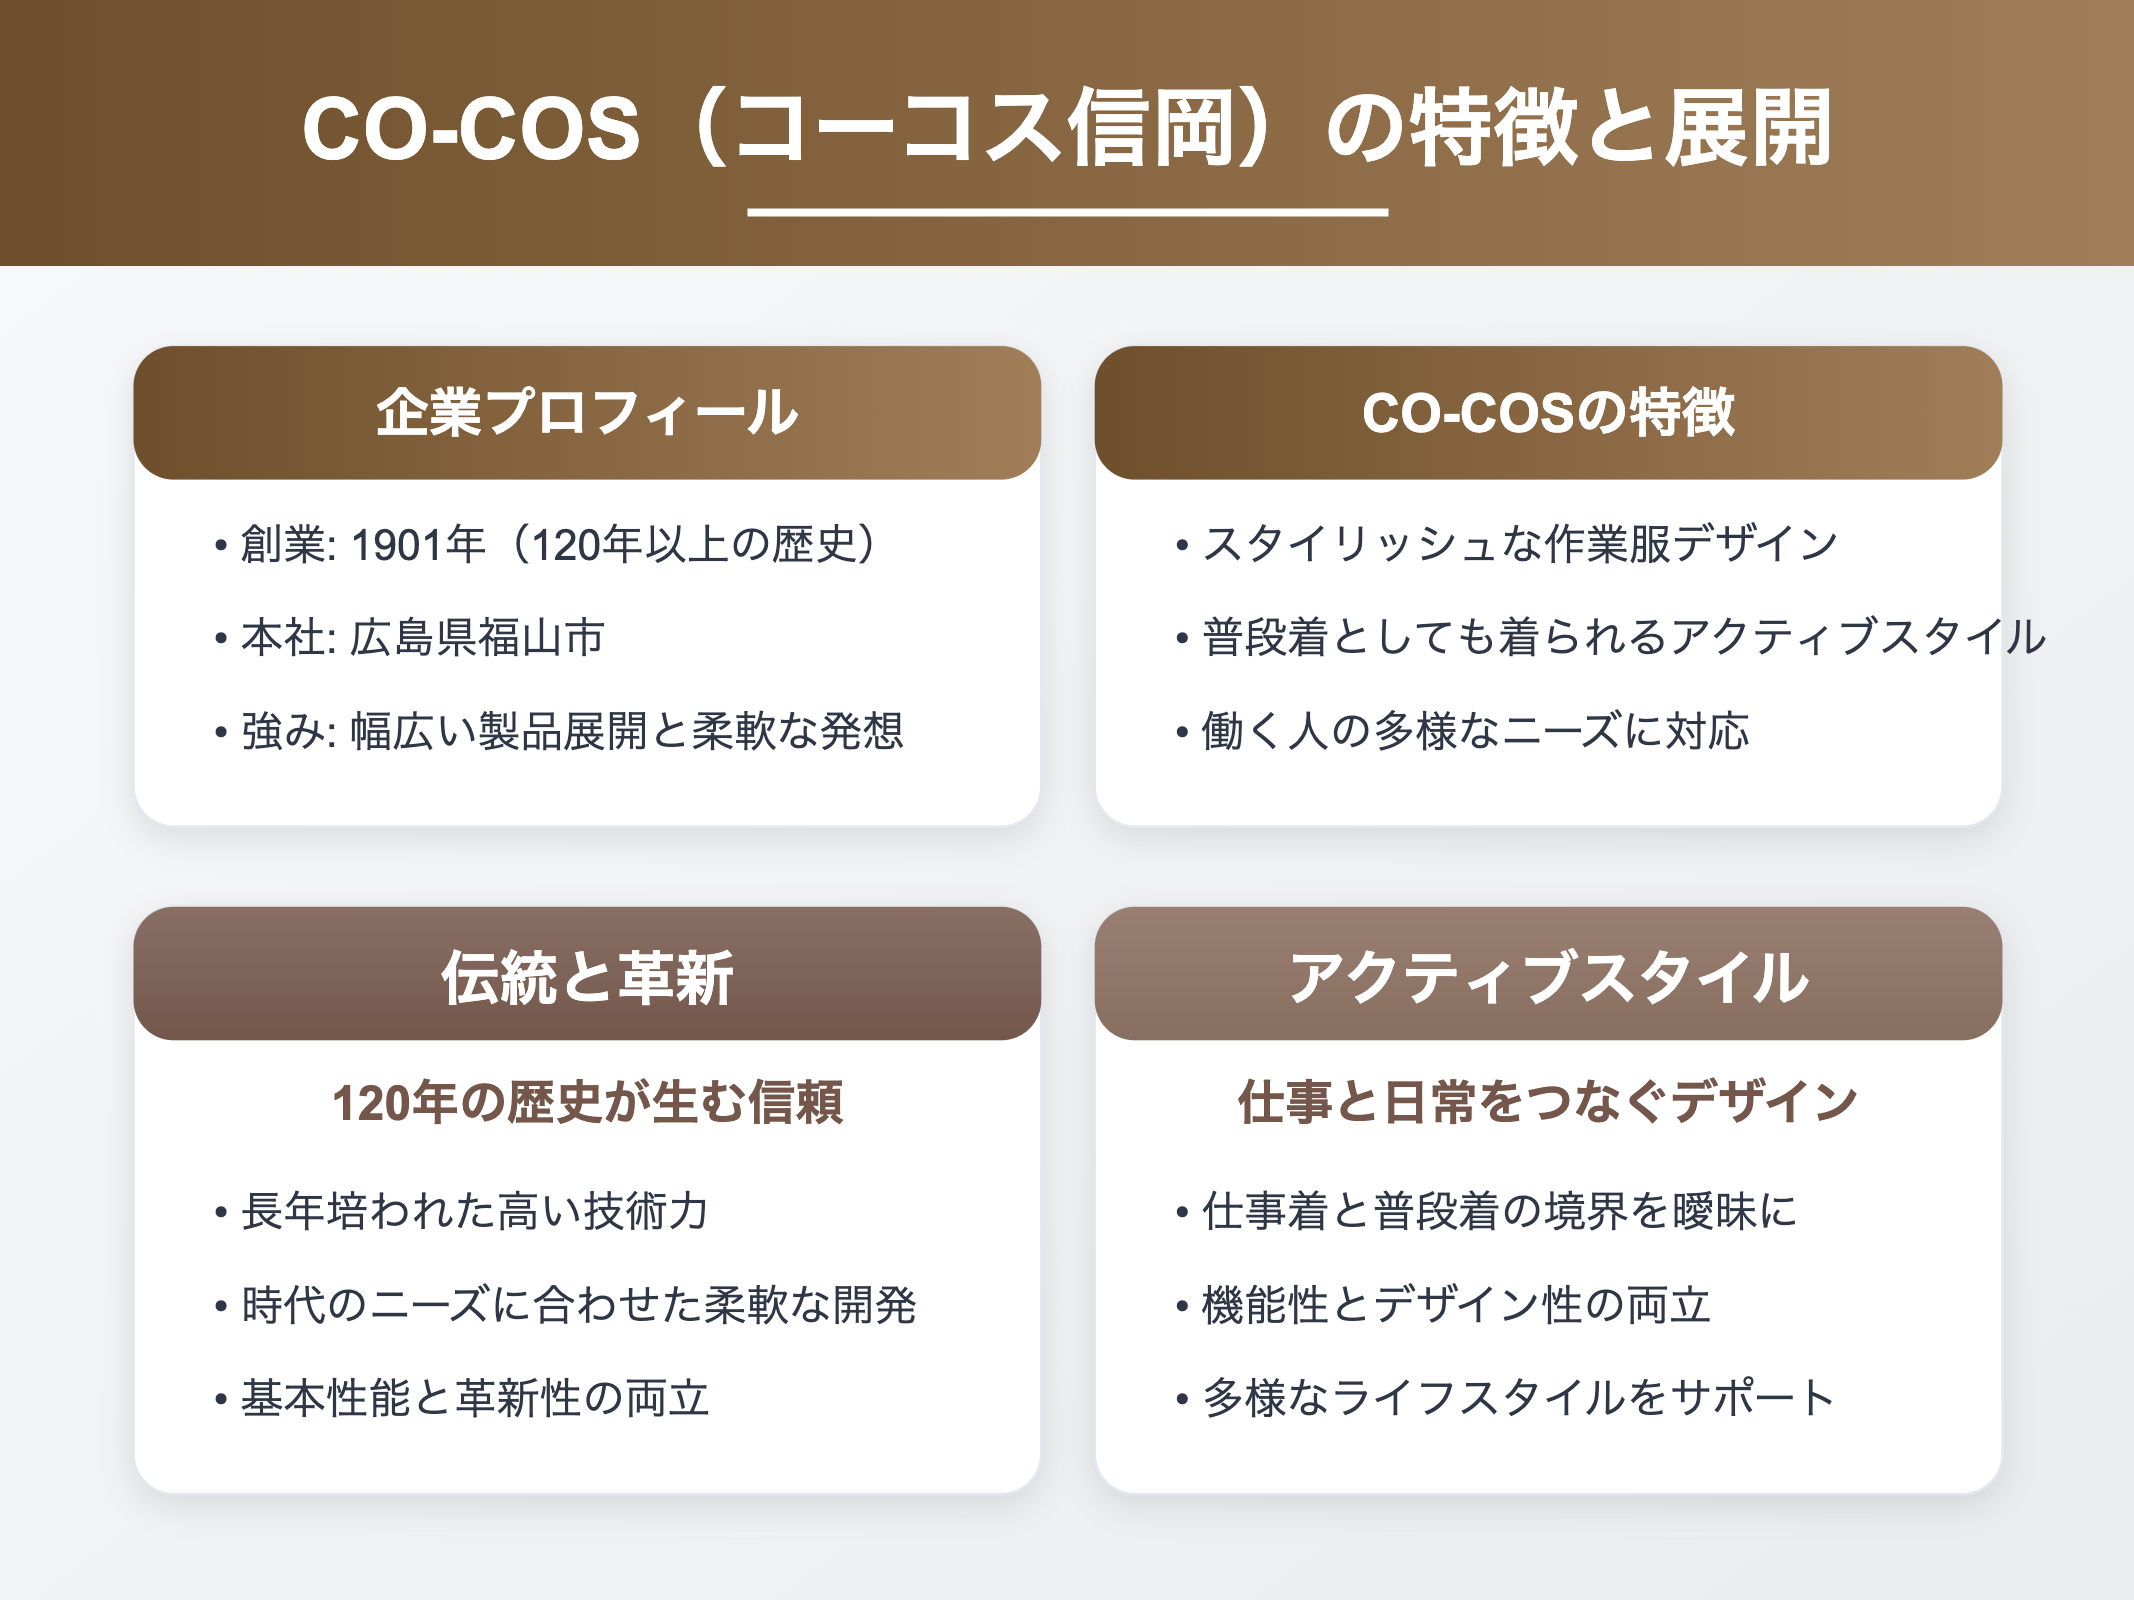 CO-COS（コーコス信岡）の特徴と展開
企業プロフィール
• 創業: 1901年（120年以上の歴史）
• 本社: 広島県福山市
• 強み: 幅広い製品展開と柔軟な発想
CO-COSの特徴
• スタイリッシュな作業服デザイン
• 普段着としても着られるアクティブスタイル
• 働く人の多様なニーズに対応
伝統と革新
120年の歴史が生む信頼
• 長年培われた高い技術力
• 時代のニーズに合わせた柔軟な開発
• 基本性能と革新性の両立
アクティブスタイル
仕事と日常をつなぐデザイン
• 仕事着と普段着の境界を曖昧に
• 機能性とデザイン性の両立
• 多様なライフスタイルをサポート